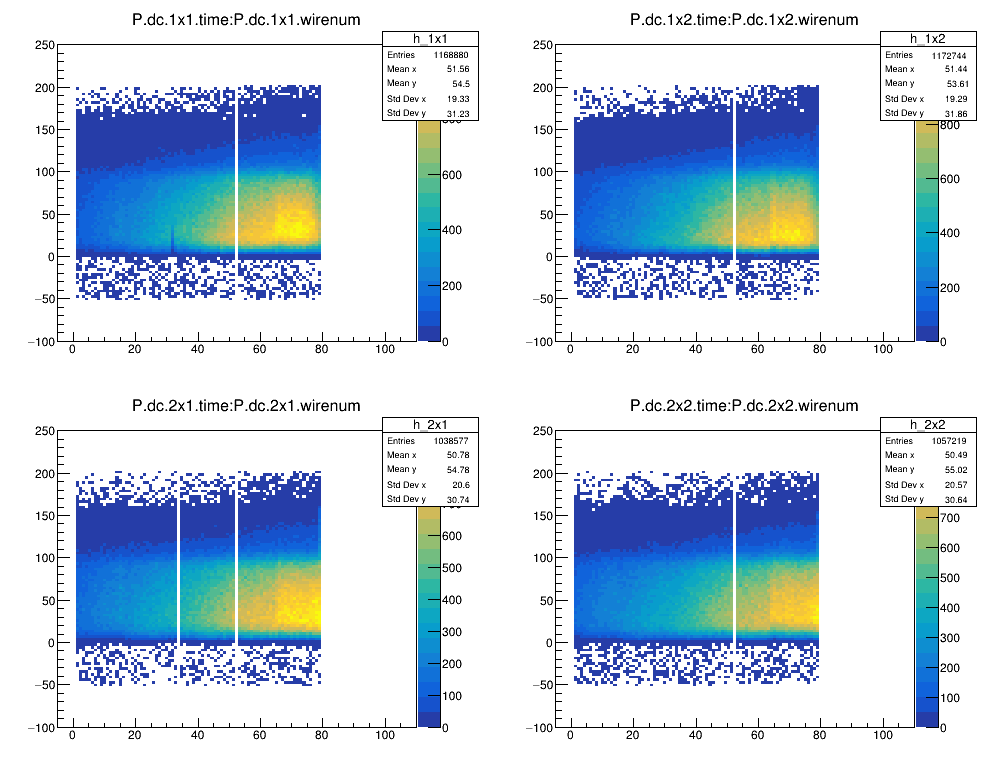 P.dc.1x1.time:P.dc.1x1.wirenum
h_1x1
Entries 1168880
Mean x 51.56
Mean y 54.5
Std Dev x 19.33
Std Dev y 31.23
250
200
150
100
50
0
−50
−100
0 20 40 60 80 100
600
400
200
0
P.dc.1x2.time:P.dc.1x2.wirenum
h_1x2
Entries 1172744
Mean x 51.44
Mean y 53.61
Std Dev x 19.29
Std Dev y 31.86
250
200
150
100
50
0
−50
−100
0 20 40 60 80 100
800
600
400
200
0
P.dc.2x1.time:P.dc.2x1.wirenum
h_2x1
Entries 1038577
Mean x 50.78
Mean y 54.78
Std Dev x 20.6
Std Dev y 30.74
250
200
150
100
50
0
−50
−100
0 20 40 60 80 100
600
500
400
300
200
100
0
P.dc.2x2.time:P.dc.2x2.wirenum
h_2x2
Entries 1057219
Mean x 50.49
Mean y 55.02
Std Dev x 20.57
Std Dev y 30.64
250
200
150
100
50
0
−50
−100
0 20 40 60 80 100
700
600
500
400
300
200
100
0